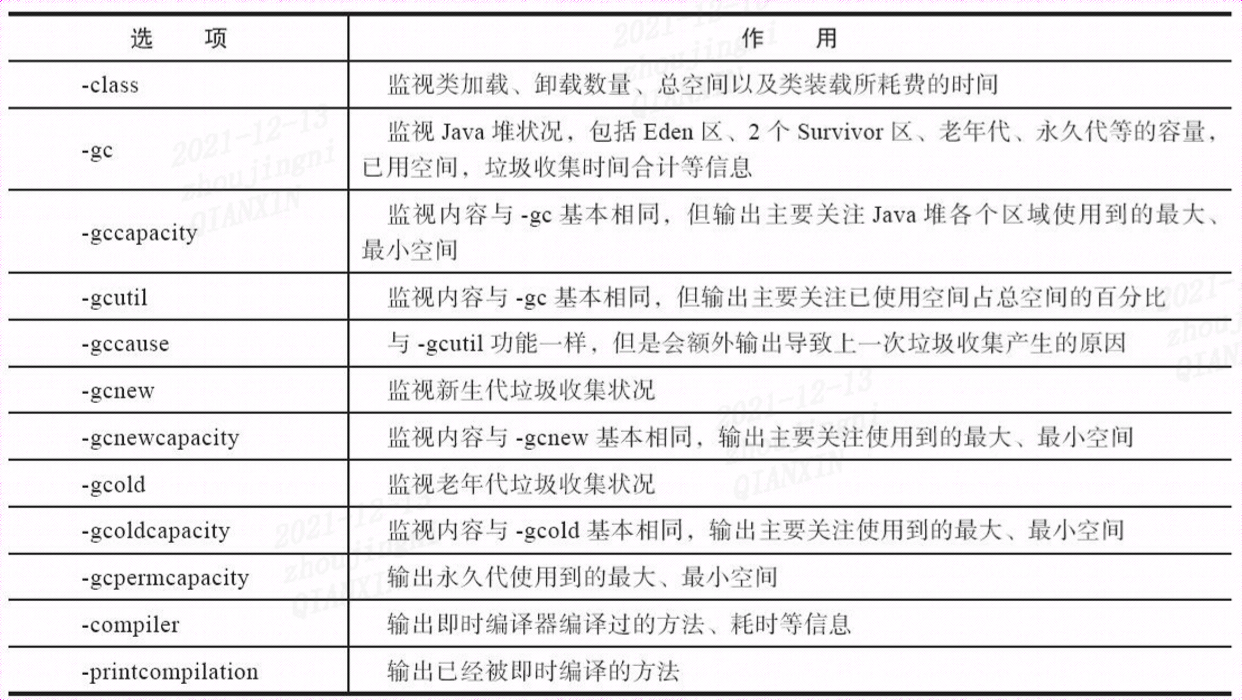 选 项 作 用
-class 监视类加载、卸载数量、总空间以及类装载所耗费的时间
-gc 监视 Java 堆状况，包括 Eden 区、2 个 Survivor 区、老年代、永久代等的容量，
已用空间，垃圾收集时间合计等信息
-gccapacity 监视内容与 -gc 基本相同，但输出主要关注 Java 堆各个区域使用到的最大、
最小空间
-gcutil 监视内容与 -gc 基本相同，但输出主要关注已使用空间占总空间的百分比
-gccause 与 -gcutil 功能一样，但是会额外输出导致上一次垃圾收集产生的原因
-gcnew 监视新生代垃圾收集状况
-gcnewcapacity 监视内容与 -gcnew 基本相同，输出主要关注使用到的最大、最小空间
-gcold 监视老年代垃圾收集状况
-gcoldcapacity 监视内容与 -gcold 基本相同，输出主要关注使用到的最大、最小空间
-gcpermcapacity 输出永久代使用到的最大、最小空间
-compiler 输出即时编译器编译过的方法、耗时等信息
-printcompilation 输出已经被即时编译的方法
2021-12-13
zhoujingni
QIANXIN